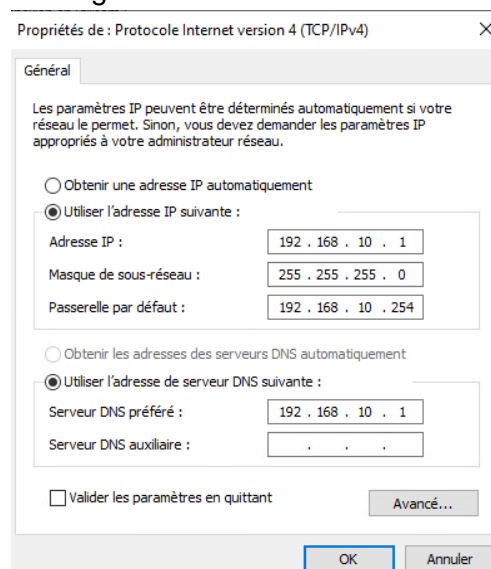 Propriétés de : Protocole Internet version 4 (TCP/IPv4)
Général
Les paramètres IP peuvent être déterminés automatiquement si votre
réseau le permet. Sinon, vous devez demander les paramètres IP
appropriés à votre administrateur réseau.
Obtenir une adresse IP automatiquement
Utiliser l'adresse IP suivante :
Adresse IP : 192 . 168 . 10 . 1
Masque de sous-réseau : 255 . 255 . 255 . 0
Passerelle par défaut : 192 . 168 . 10 . 254
Obtenir les adresses des serveurs DNS automatiquement
Utiliser l'adresse de serveur DNS suivante :
Serveur DNS préféré : 192 . 168 . 10 . 1
Serveur DNS auxiliaire : . . .
Valider les paramètres en quittant
Avancé...
OK Annuler